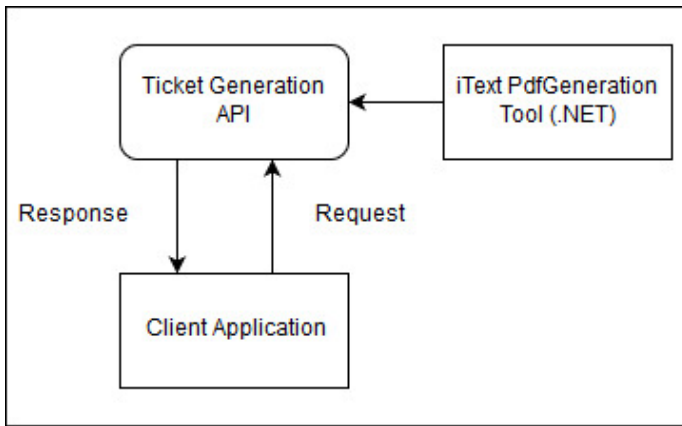 Ticket Generation
API
iText PdfGeneration
Tool (.NET)
Response
Request
Client Application